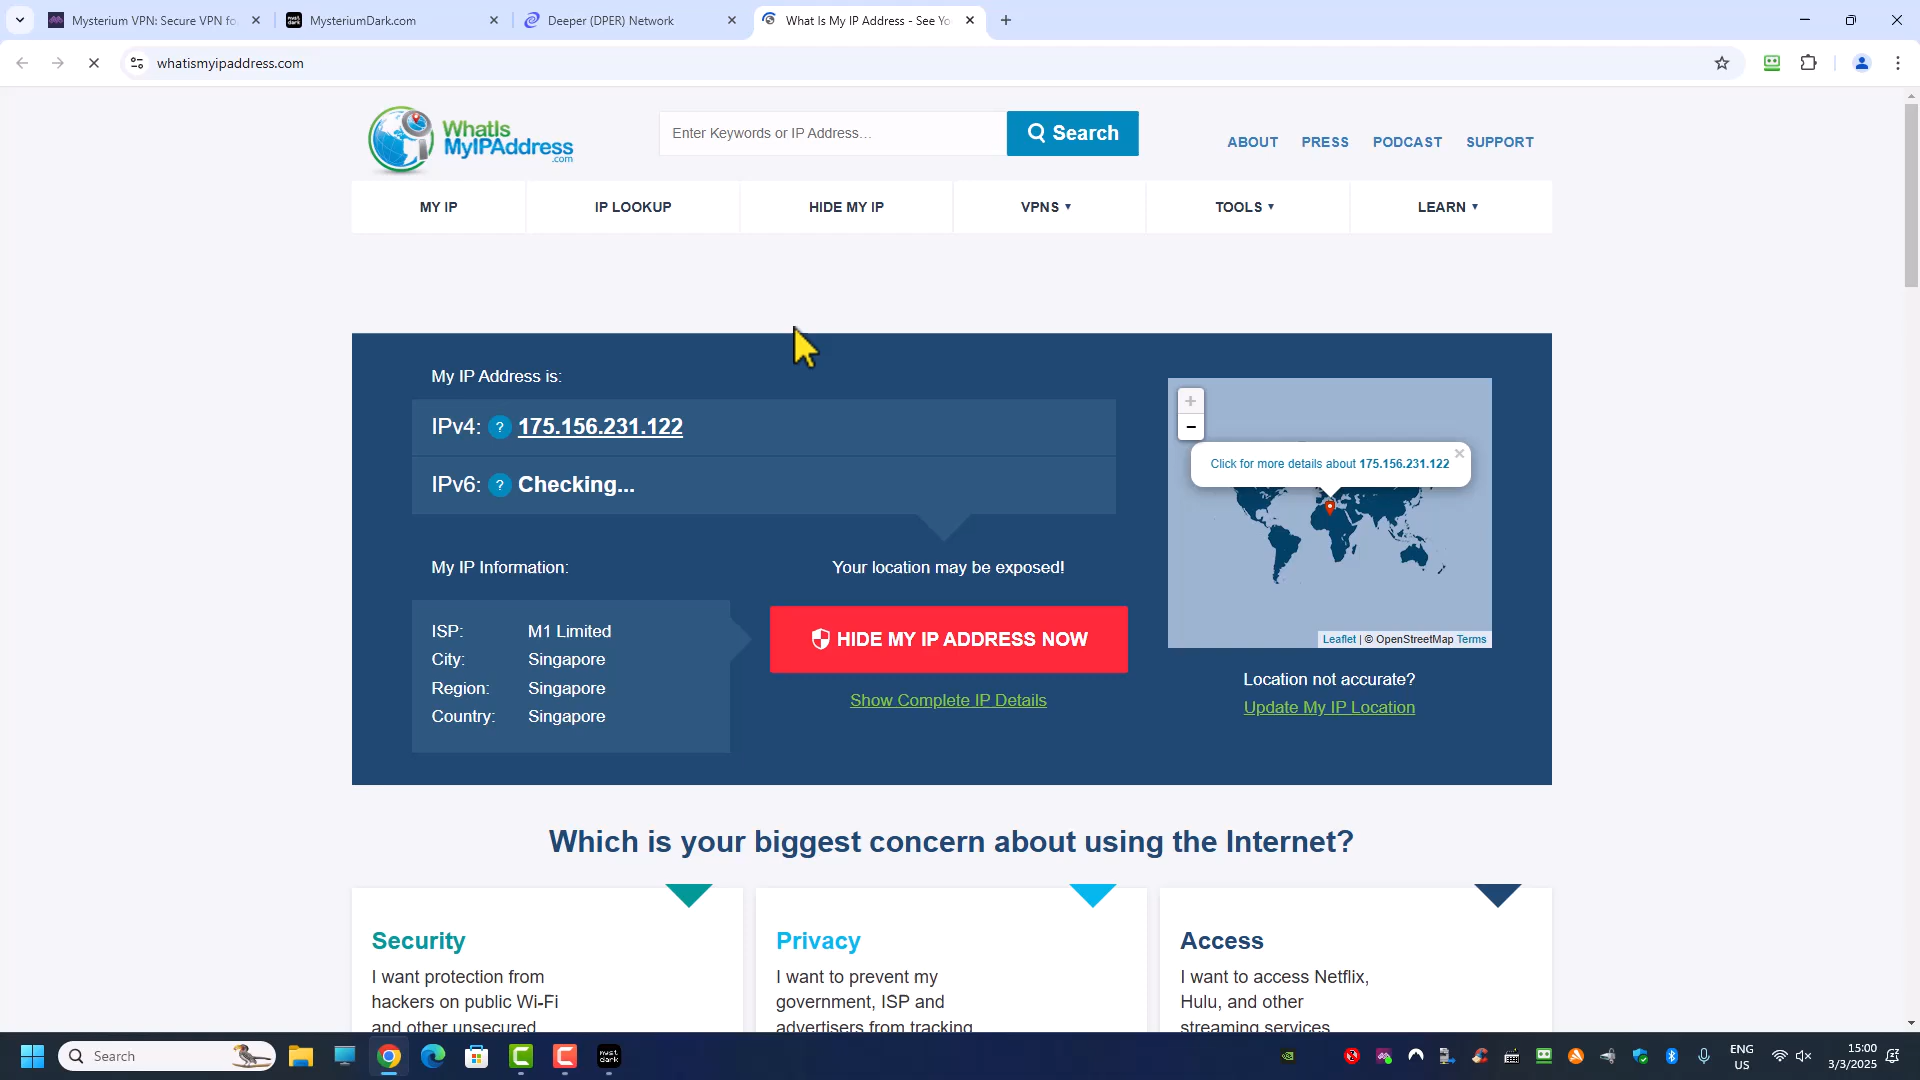 Mysterium VPN: Secure VPN fo
MysteriumDark.com
Deeper (DPER) Network
What Is My IP Address - See Yo
whatismyipaddress.com
WhatIs
MyIPAddress
.com
Enter Keywords or IP Address...
Search
ABOUT
PRESS
PODCAST
SUPPORT
MY IP
IP LOOKUP
HIDE MY IP
VPNS
TOOLS
LEARN
My IP Address is:
IPv4: ? 175.156.231.122
IPv6: ? Checking...
+
−
Click for more details about 175.156.231.122
Leaflet | © OpenStreetMap Terms
My IP Information:
ISP: M1 Limited
City: Singapore
Region: Singapore
Country: Singapore
Your location may be exposed!
HIDE MY IP ADDRESS NOW
Show Complete IP Details
Location not accurate?
Update My IP Location
Which is your biggest concern about using the Internet?
Security
I want protection from
hackers on public Wi-Fi
and other unsecured
Privacy
I want to prevent my
government, ISP and
advertisers from tracking
Access
I want to access Netflix,
Hulu, and other
streaming services
Search
myst
dark
ENG
US
15:00
3/3/2025